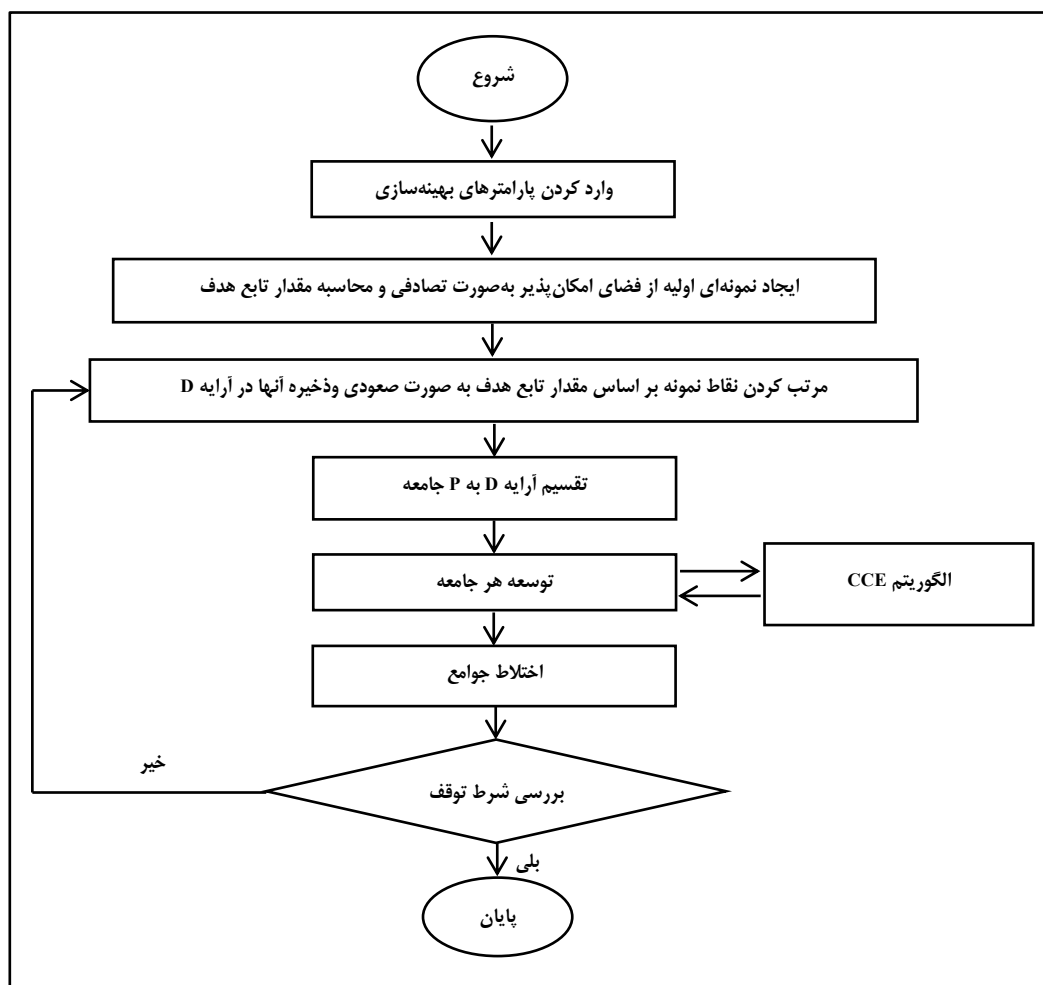 شروع
وارد کردن پارامترهای بهینه‌سازی
ایجاد نمونه‌ای اولیه از فضای امکان‌پذیر به‌صورت تصادفی و محاسبه مقدار تابع هدف
مرتب کردن نقاط نمونه بر اساس مقدار تابع هدف به صورت صعودی وذخیره آنها در آرایه D
تقسیم آرایه D به P جامعه
توسعه هر جامعه
الگوریتم CCE
اختلاط جوامع
خیر
بررسی شرط توقف
بلی
پایان